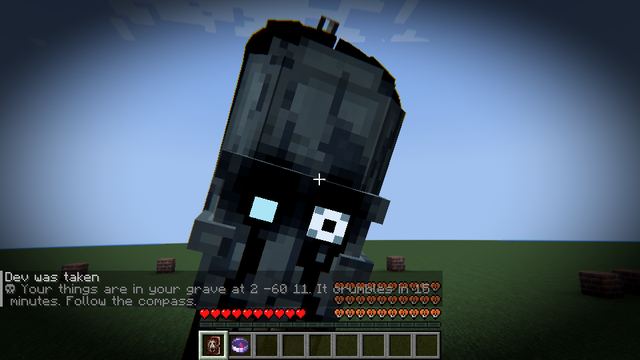 Dev was taken
☠ Your things are in your grave at 2 -60 11. It crumbles in 15
minutes. Follow the compass.